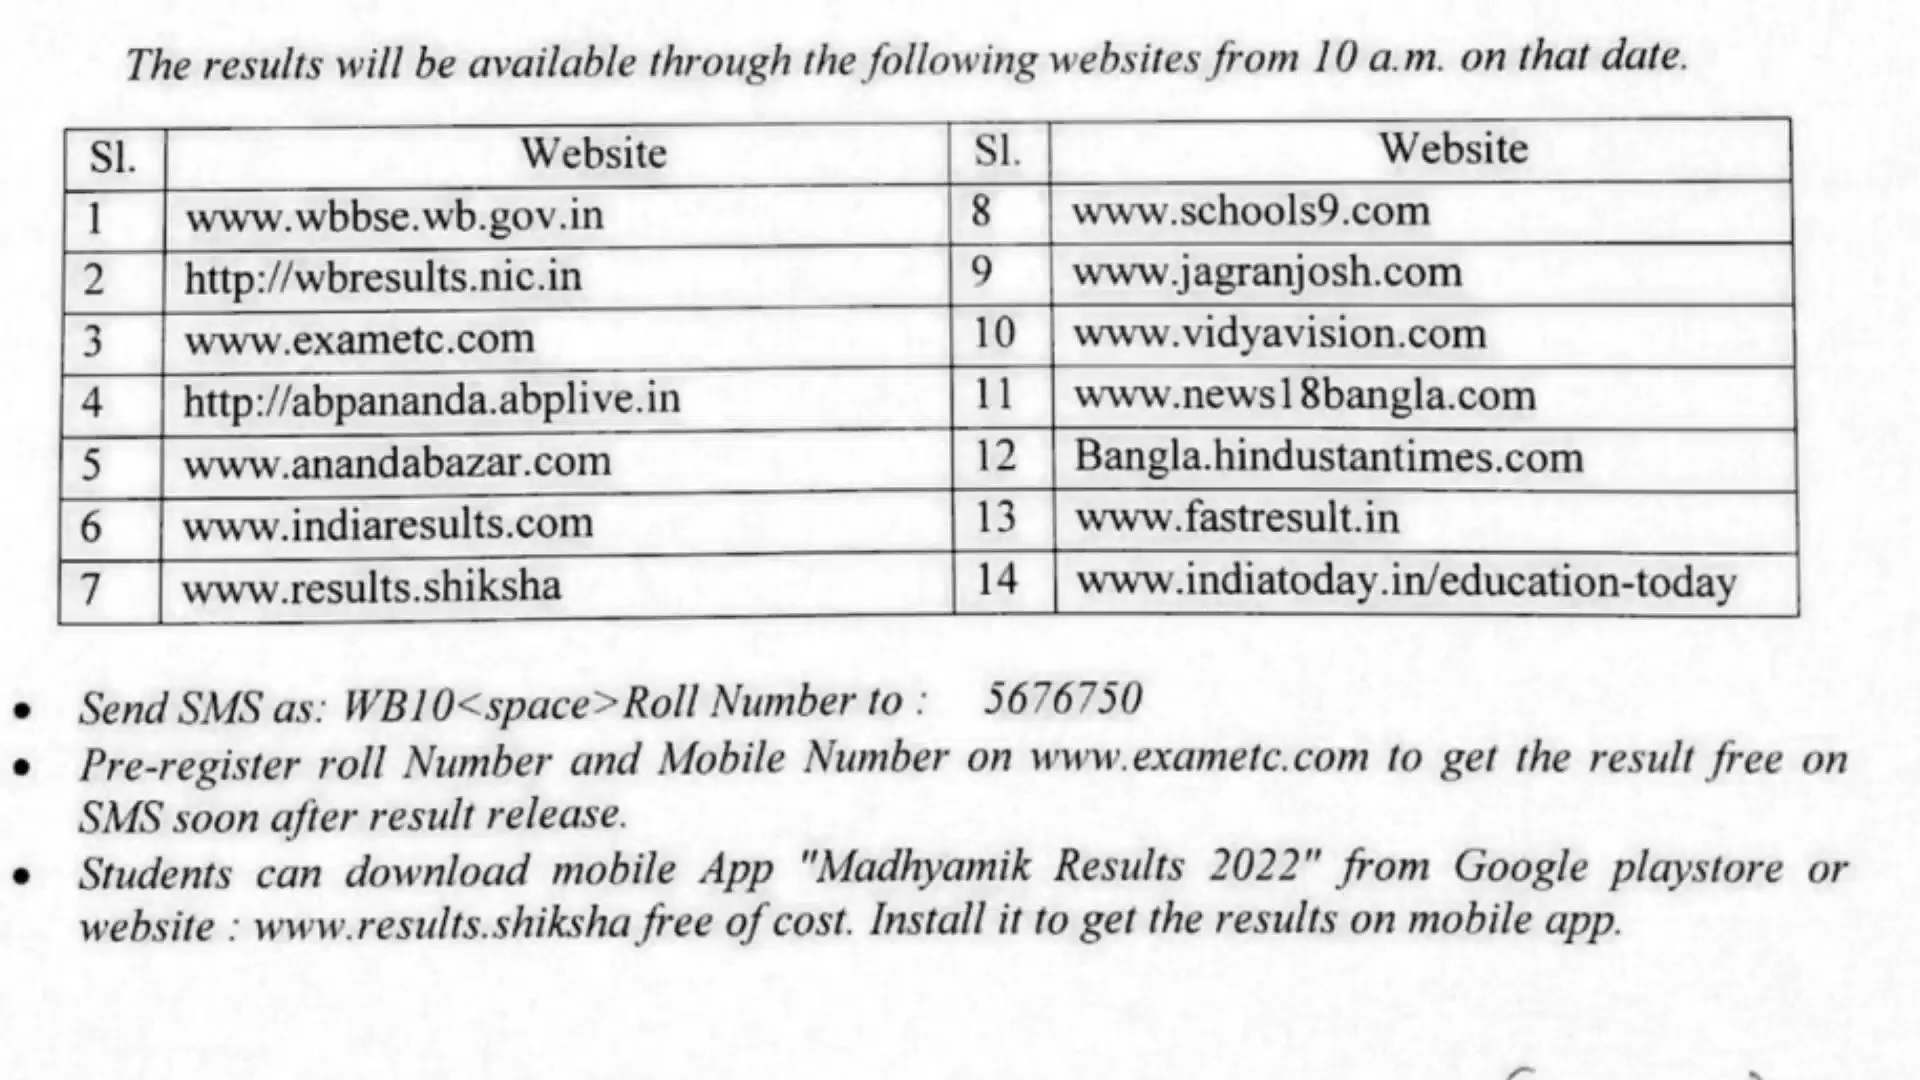 The results will be available through the following websites from 10 a.m. on that date.
Sl. Website Sl. Website
1 www.wbbse.wb.gov.in 8 www.schools9.com
2 http://wbresults.nic.in 9 www.jagranjosh.com
3 www.exametc.com 10 www.vidyavision.com
4 http://abpananda.abplive.in 11 www.news18bangla.com
5 www.anandabazar.com 12 Bangla.hindustantimes.com
6 www.indiaresults.com 13 www.fastresult.in
7 www.results.shiksha 14 www.indiatoday.in/education-today
• Send SMS as: WB10<space>Roll Number to : 5676750
• Pre-register roll Number and Mobile Number on www.exametc.com to get the result free on
SMS soon after result release.
• Students can download mobile App "Madhyamik Results 2022" from Google playstore or
website : www.results.shiksha free of cost. Install it to get the results on mobile app.